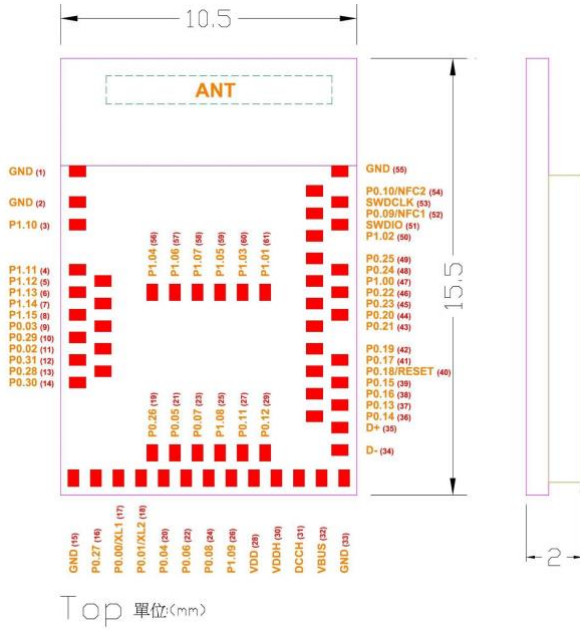 10.5
ANT
GND (1)
GND (2)
P1.10 (3)
P1.11 (4)
P1.12 (5)
P1.13 (6)
P1.14 (7)
P1.15 (8)
P0.03 (9)
P0.29 (10)
P0.02 (11)
P0.31 (12)
P0.28 (13)
P0.30 (14)
P1.04 (56)
P1.06 (57)
P1.07 (58)
P1.05 (59)
P1.03 (60)
P1.01 (61)
P0.26 (19)
P0.05 (21)
P0.07 (23)
P1.08 (25)
P0.11 (27)
P0.12 (29)
GND (55)
P0.10/NFC2 (54)
SWDCLK (53)
P0.09/NFC1 (52)
SWDIO (51)
P1.02 (50)
P0.25 (49)
P0.24 (48)
P1.00 (47)
P0.22 (46)
P0.23 (45)
P0.20 (44)
P0.21 (43)
P0.19 (42)
P0.17 (41)
P0.18/RESET (40)
P0.15 (39)
P0.16 (38)
P0.13 (37)
P0.14 (36)
D+ (35)
D- (34)
15.5
2
GND (15)
P0.27 (16)
P0.00/XL1 (17)
P0.01/XL2 (18)
P0.04 (20)
P0.06 (22)
P0.08 (24)
P1.09 (26)
VDD (28)
VDDH (30)
DCCH (31)
VBUS (32)
GND (33)
Top 單位:(mm)